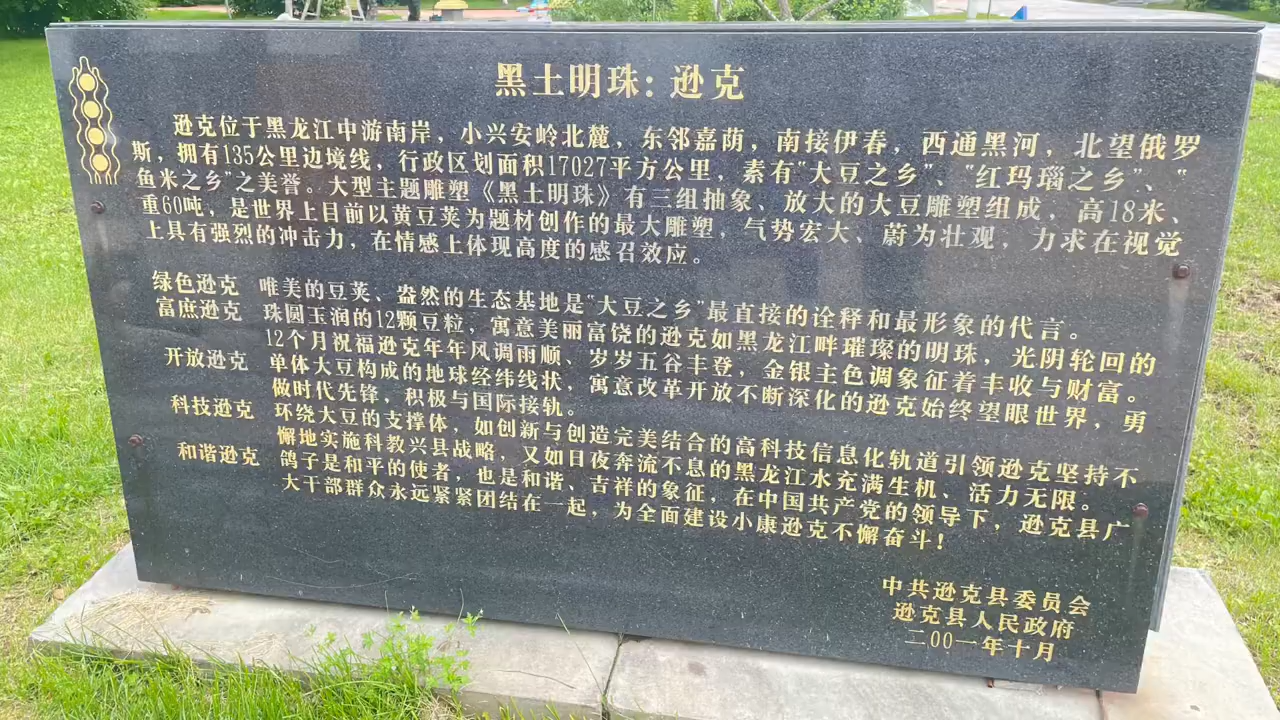 黑土明珠：逊克
逊克位于黑龙江中游南岸，小兴安岭北麓，东邻嘉荫，南接伊春，西通黑河，北望俄罗
斯，拥有135公里边境线，行政区划面积17027平方公里，素有“大豆之乡”、“红玛瑙之乡”、“
鱼米之乡”之美誉。大型主题雕塑《黑土明珠》有三组抽象、放大的大豆雕塑组成，高18米、
重60吨，是世界上目前以黄豆荚为题材创作的最大雕塑，气势宏大、蔚为壮观，力求在视觉
上具有强烈的冲击力，在情感上体现高度的感召效应。
绿色逊克 唯美的豆荚、盎然的生态基地是“大豆之乡”最直接的诠释和最形象的代言。
富庶逊克 珠圆玉润的12颗豆粒，寓意美丽富饶的逊克如黑龙江畔璀璨的明珠，光阴轮回的
12个月祝福逊克年年风调雨顺、岁岁五谷丰登，金银主色调象征着丰收与财富。
开放逊克 单体大豆构成的地球经纬线状，寓意改革开放不断深化的逊克始终望眼世界，勇
做时代先锋，积极与国际接轨。
科技逊克 环绕大豆的支撑体，如创新与创造完美结合的高科技信息化轨道引领逊克坚持不
懈地实施科教兴县战略，又如日夜奔流不息的黑龙江水充满生机、活力无限。
和谐逊克 鸽子是和平的使者，也是和谐、吉祥的象征，在中国共产党的领导下，逊克县广
大干部群众永远紧紧团结在一起，为全面建设小康逊克不懈奋斗！
中共逊克县委员会
逊克县人民政府
二00一年十月